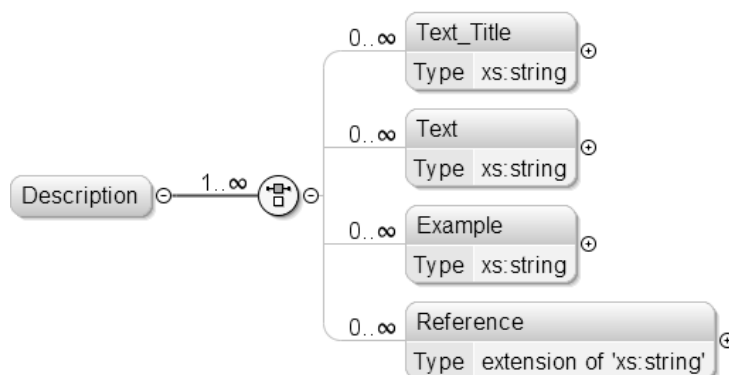 0..∞ Text_Title
Type xs:string
0..∞ Text
Type xs:string
Description 1..∞
0..∞ Example
Type xs:string
0..∞ Reference
Type extension of 'xs:string'